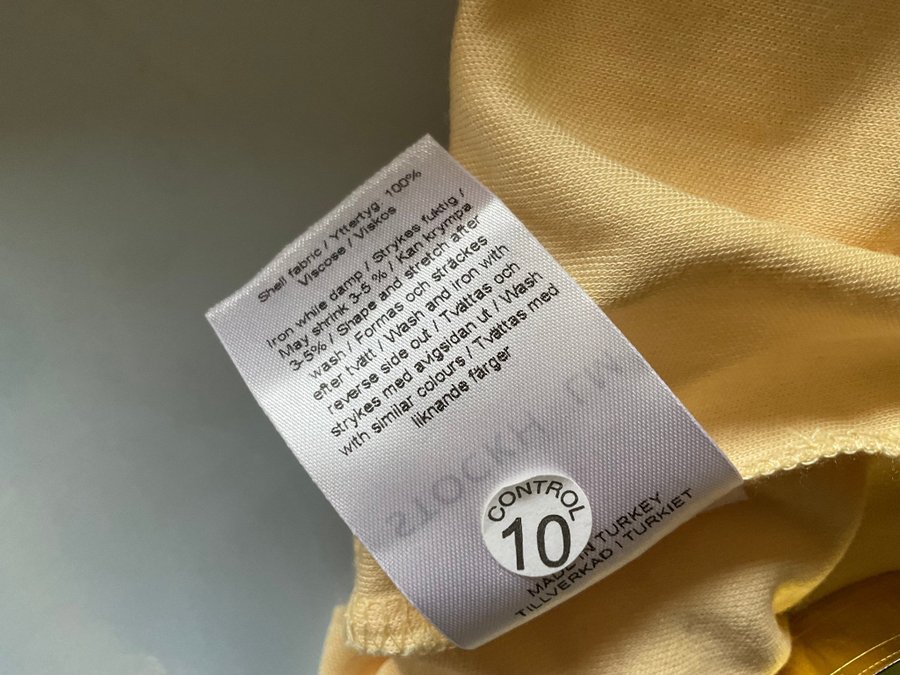 Shell fabric / Yttertyg: 100%
Viscose / Viskos
Iron while damp / Strykes fuktig /
May shrink 3-5 % / Kan krympa
3-5% / Shape and stretch after
wash / Formas och sträckes
efter tvätt / Wash and iron with
reverse side out / Tvättas och
strykes med avigsidan ut / Wash
with similar colours / Tvättas med
liknande färger
STOCKH
CONTROL
10
MADE IN TURKEY
TILLVERKAD I TURKIET